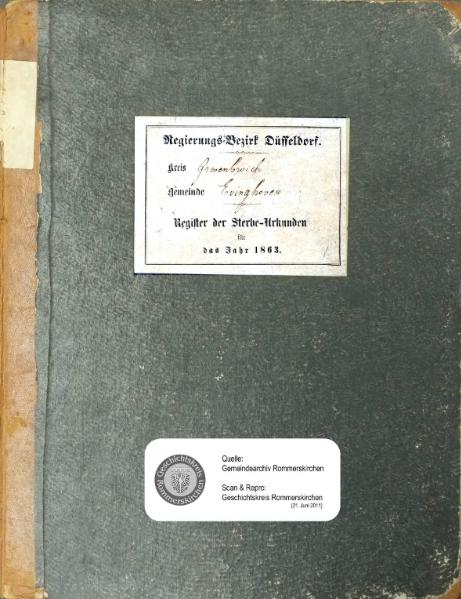 Regierungs-Bezirk Düsseldorf.
Kreis Grevenbroich
Gemeinde Evinghoven
Register der Sterbe-Urkunden
für
das Jahr 1863.
Geschichtskreis
Rommerskirchen
Quelle:
Gemeindearchiv Rommerskirchen
Scan & Repro:
Geschichtskreis Rommerskirchen
(21. Juni 2011)